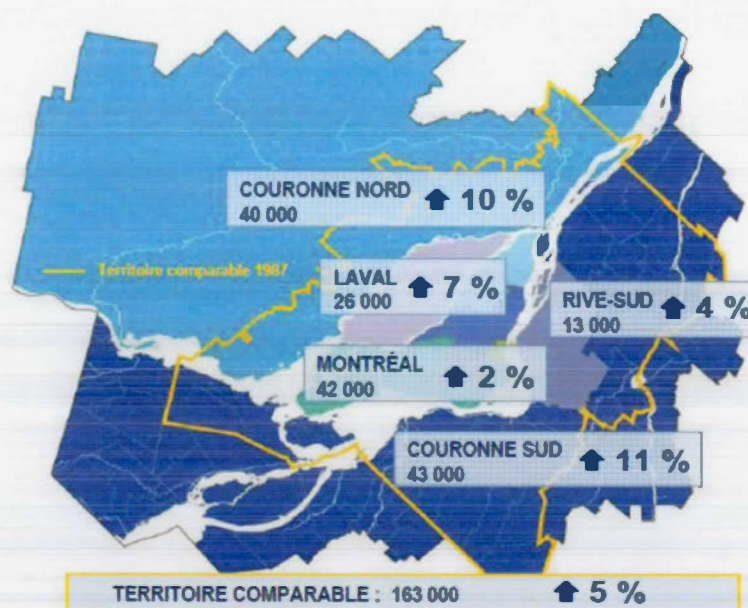 COURONNE NORD 10 %
40 000
Territoire comparable 1987
LAVAL 7 %
26 000
RIVE-SUD 4 %
13 000
MONTRÉAL 2 %
42 000
COURONNE SUD 11 %
43 000
TERRITOIRE COMPARABLE : 163 000 5 %